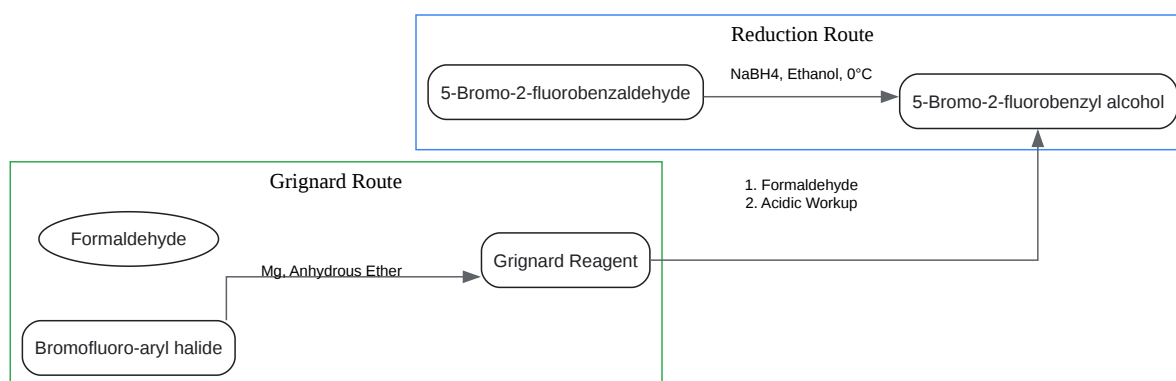 Reduction Route
5-Bromo-2-fluorobenzaldehyde
NaBH4, Ethanol, 0°C
5-Bromo-2-fluorobenzyl alcohol
Grignard Route
Formaldehyde
Bromofluoro-aryl halide
Mg, Anhydrous Ether
Grignard Reagent
1. Formaldehyde
2. Acidic Workup